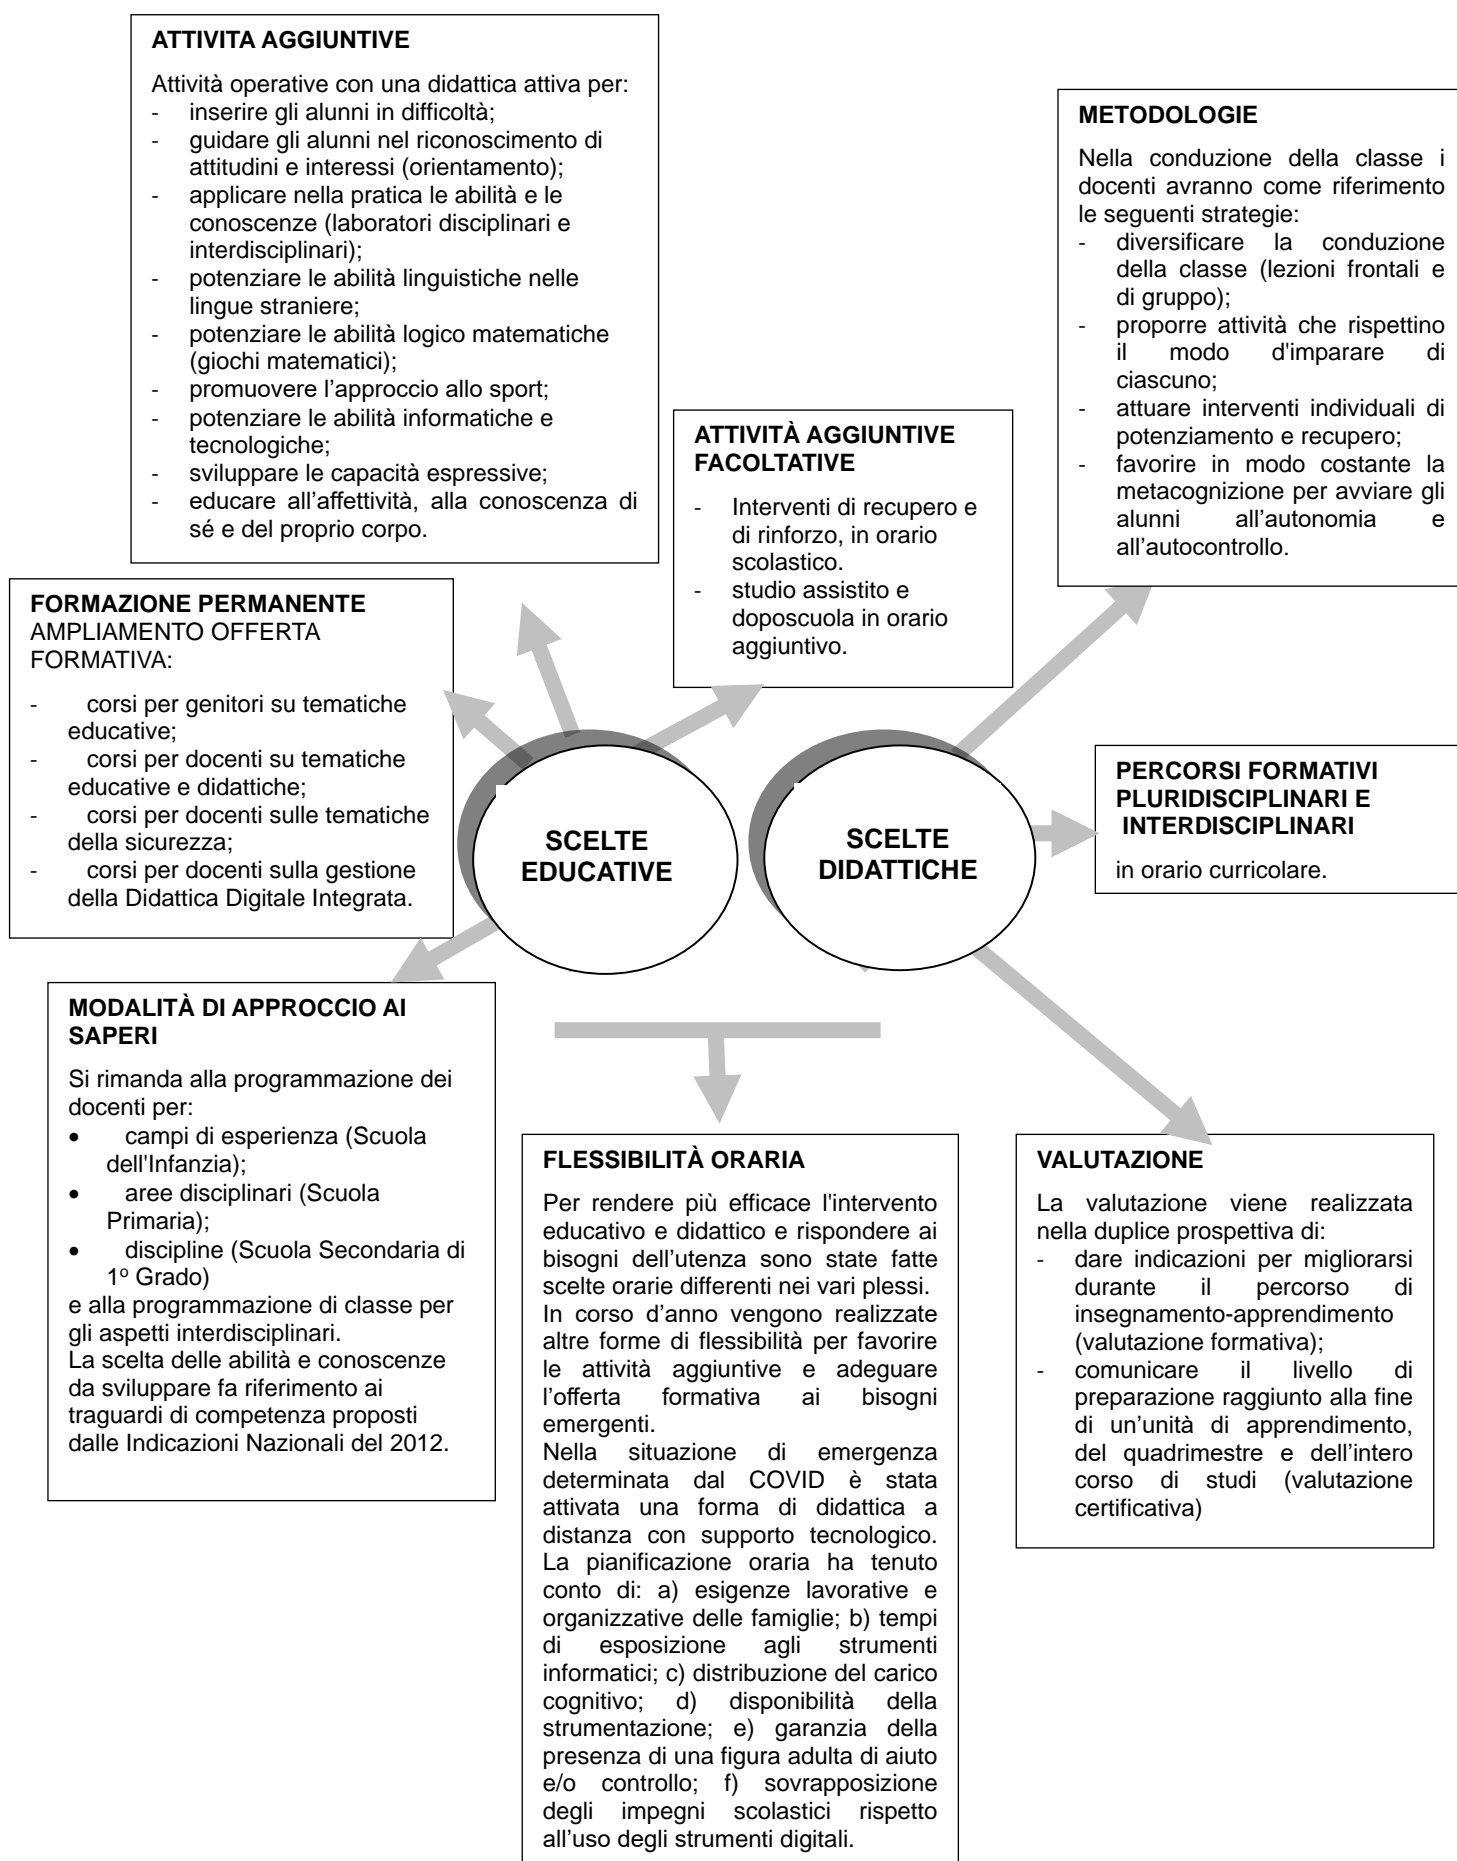 ATTIVITA AGGIUNTIVE
Attività operative con una didattica attiva per:
- inserire gli alunni in difficoltà;
- guidare gli alunni nel riconoscimento di
attitudini e interessi (orientamento);
- applicare nella pratica le abilità e le
conoscenze (laboratori disciplinari e
interdisciplinari);
- potenziare le abilità linguistiche nelle
lingue straniere;
- potenziare le abilità logico matematiche
(giochi matematici);
- promuovere l’approccio allo sport;
- potenziare le abilità informatiche e
tecnologiche;
- sviluppare le capacità espressive;
- educare all’affettività, alla conoscenza di
sé e del proprio corpo.
METODOLOGIE
Nella conduzione della classe i
docenti avranno come riferimento
le seguenti strategie:
- diversificare la conduzione
della classe (lezioni frontali e
di gruppo);
- proporre attività che rispettino
il modo d'imparare di
ciascuno;
- attuare interventi individuali di
potenziamento e recupero;
- favorire in modo costante la
metacognizione per avviare gli
alunni all’autonomia e
all’autocontrollo.
ATTIVITÀ AGGIUNTIVE
FACOLTATIVE
- Interventi di recupero e
di rinforzo, in orario
scolastico.
- studio assistito e
doposcuola in orario
aggiuntivo.
FORMAZIONE PERMANENTE
AMPLIAMENTO OFFERTA
FORMATIVA:
- corsi per genitori su tematiche
educative;
- corsi per docenti su tematiche
educative e didattiche;
- corsi per docenti sulle tematiche
della sicurezza;
- corsi per docenti sulla gestione
della Didattica Digitale Integrata.
SCELTE
EDUCATIVE
SCELTE
DIDATTICHE
PERCORSI FORMATIVI
PLURIDISCIPLINARI E
INTERDISCIPLINARI
in orario curricolare.
MODALITÀ DI APPROCCIO AI
SAPERI
Si rimanda alla programmazione dei
docenti per:
• campi di esperienza (Scuola
dell'Infanzia);
• aree disciplinari (Scuola
Primaria);
• discipline (Scuola Secondaria di
1º Grado)
e alla programmazione di classe per
gli aspetti interdisciplinari.
La scelta delle abilità e conoscenze
da sviluppare fa riferimento ai
traguardi di competenza proposti
dalle Indicazioni Nazionali del 2012.
FLESSIBILITÀ ORARIA
Per rendere più efficace l'intervento
educativo e didattico e rispondere ai
bisogni dell’utenza sono state fatte
scelte orarie differenti nei vari plessi.
In corso d’anno vengono realizzate
altre forme di flessibilità per favorire
le attività aggiuntive e adeguare
l’offerta formativa ai bisogni
emergenti.
Nella situazione di emergenza
determinata dal COVID è stata
attivata una forma di didattica a
distanza con supporto tecnologico.
La pianificazione oraria ha tenuto
conto di: a) esigenze lavorative e
organizzative delle famiglie; b) tempi
di esposizione agli strumenti
informatici; c) distribuzione del carico
cognitivo; d) disponibilità della
strumentazione; e) garanzia della
presenza di una figura adulta di aiuto
e/o controllo; f) sovrapposizione
degli impegni scolastici rispetto
all’uso degli strumenti digitali.
VALUTAZIONE
La valutazione viene realizzata
nella duplice prospettiva di:
- dare indicazioni per migliorarsi
durante il percorso di
insegnamento-apprendimento
(valutazione formativa);
- comunicare il livello di
preparazione raggiunto alla fine
di un’unità di apprendimento,
del quadrimestre e dell’intero
corso di studi (valutazione
certificativa)